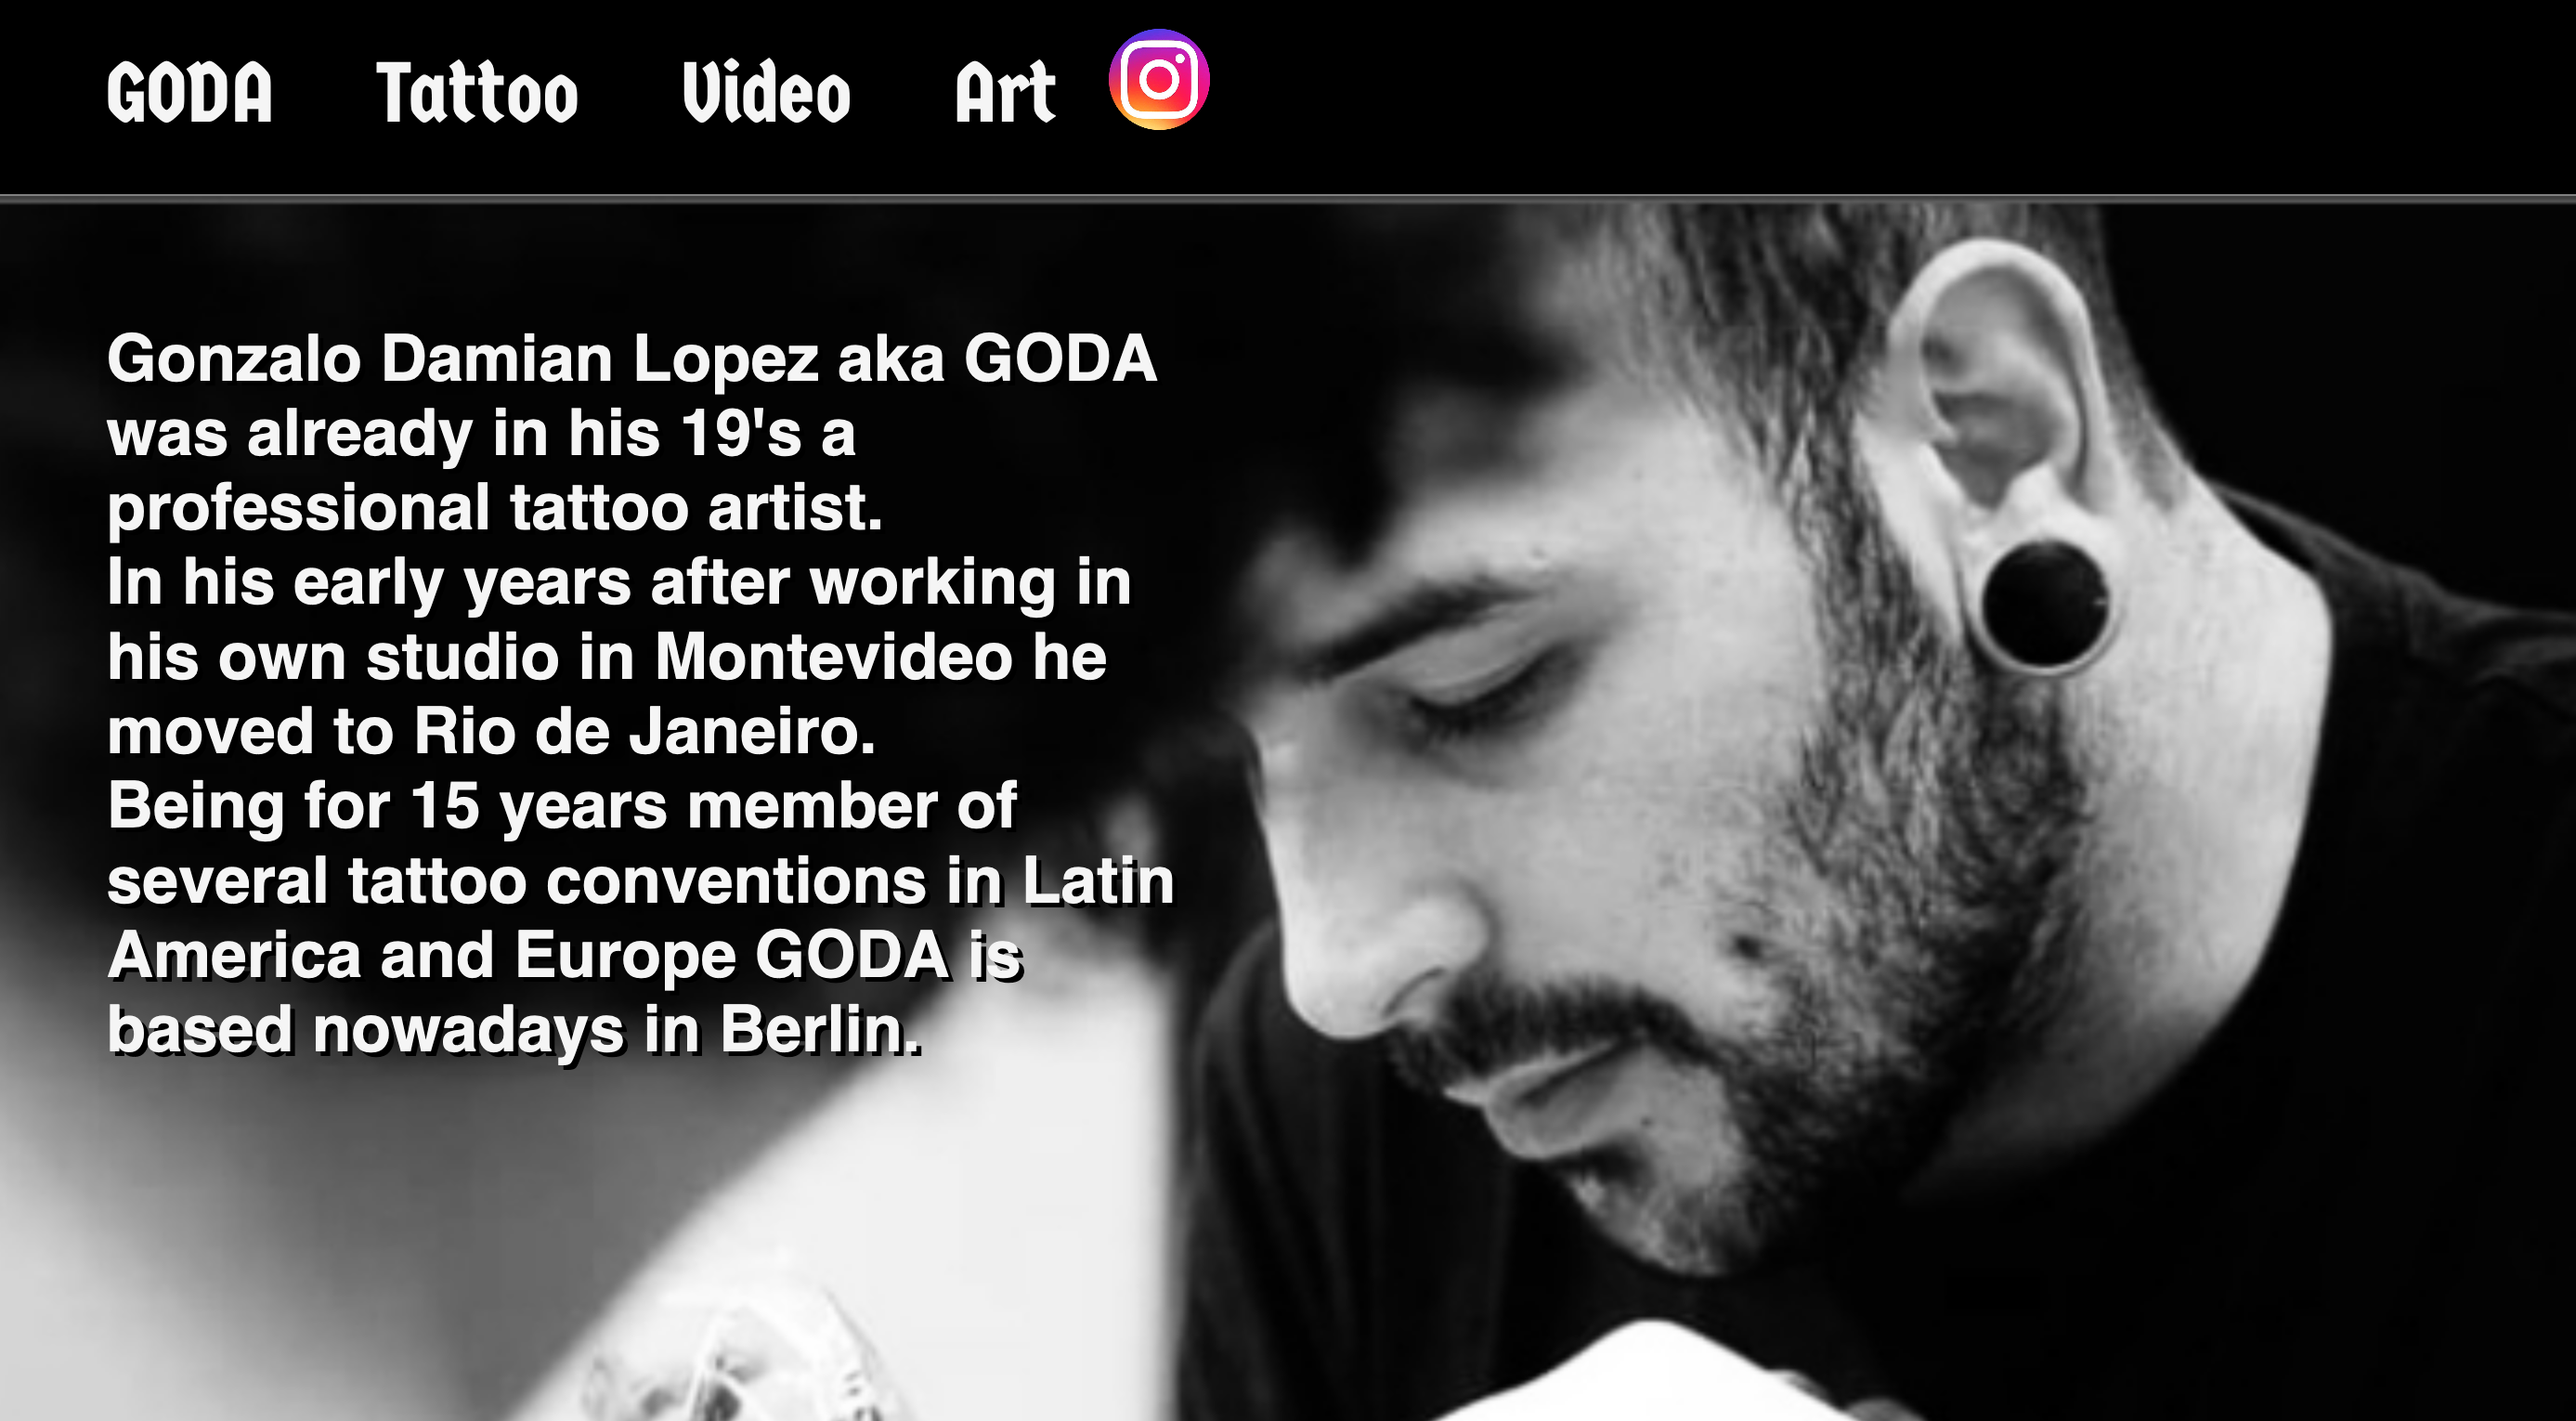 GODA Tattoo Video Art
Gonzalo Damian Lopez aka GODA
was already in his 19's a
professional tattoo artist.
In his early years after working in
his own studio in Montevideo he
moved to Rio de Janeiro.
Being for 15 years member of
several tattoo conventions in Latin
America and Europe GODA is
based nowadays in Berlin.